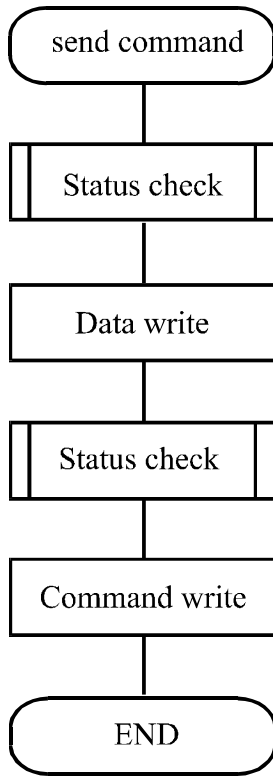 send command
Status check
Data write
Status check
Command write
END